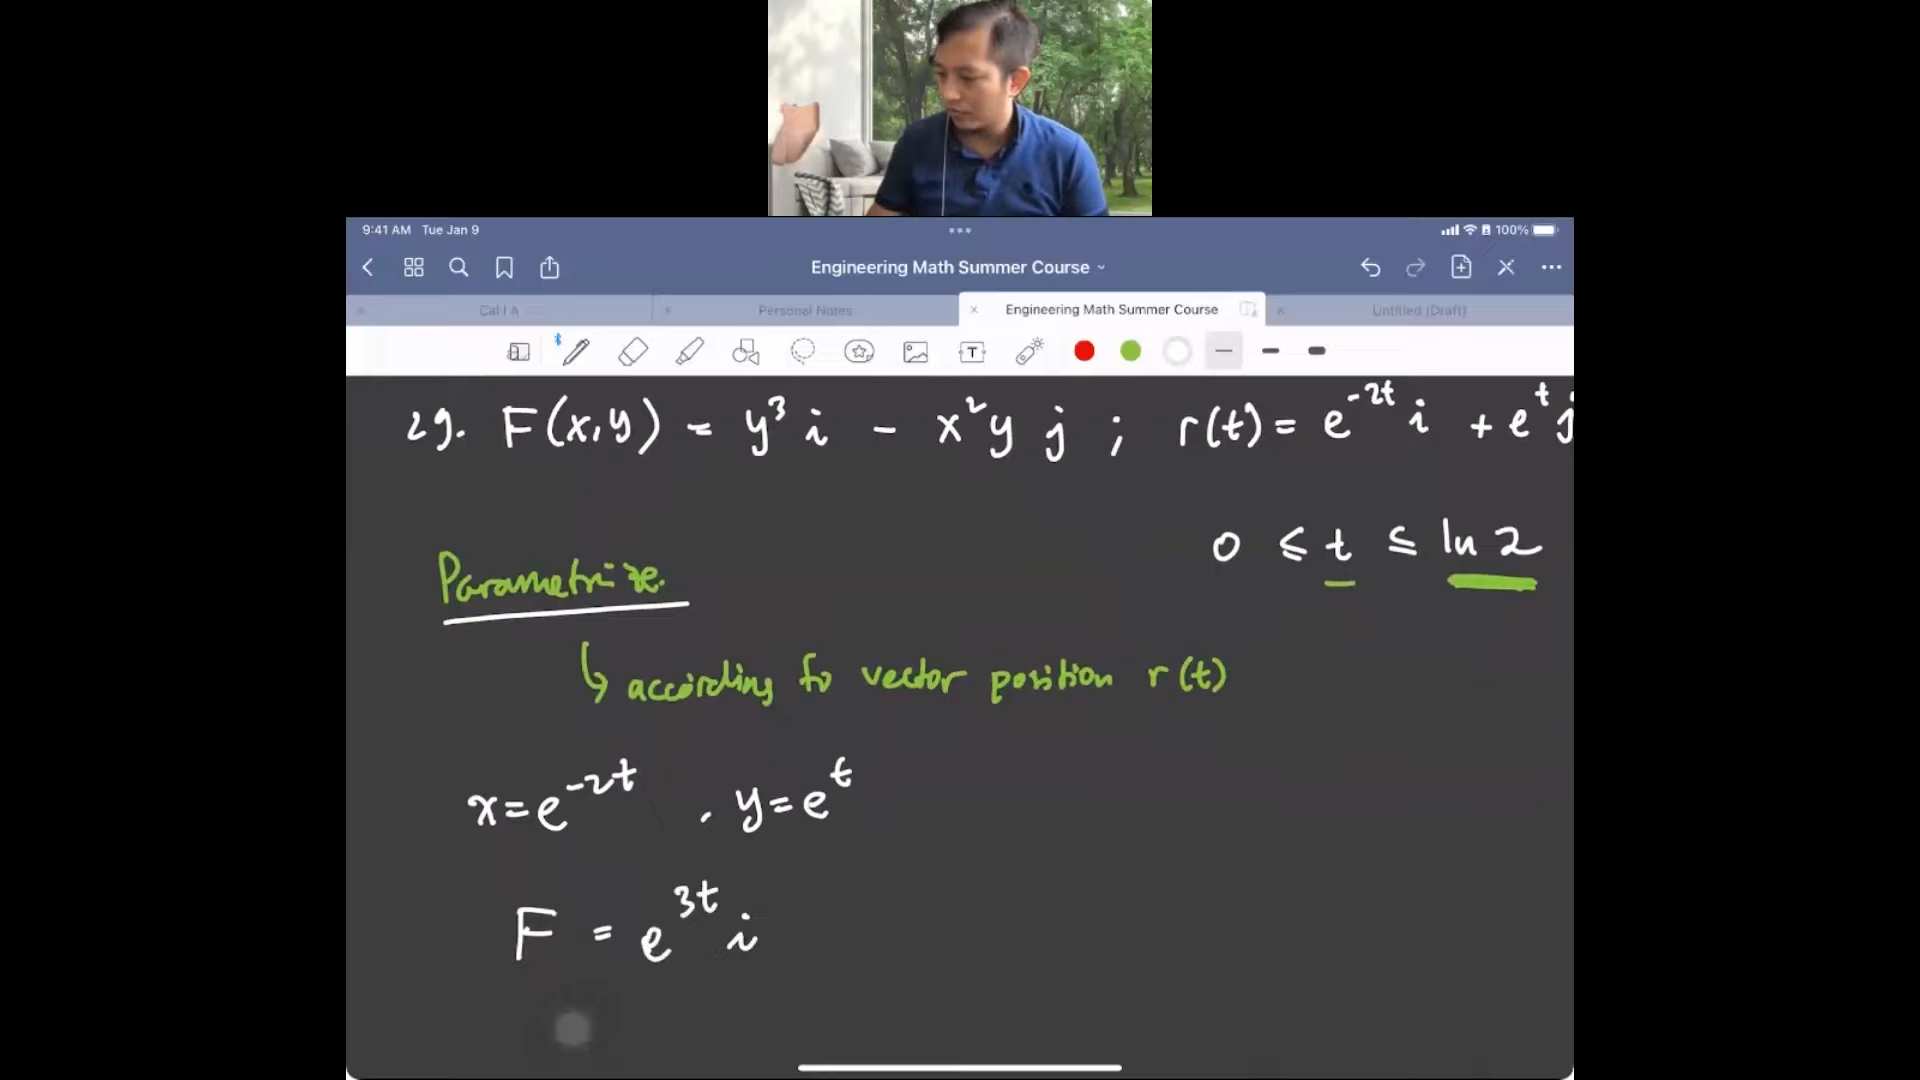 9:41 AM Tue Jan 9
100%
Engineering Math Summer Course
Cal I A
Personal Notes
Engineering Math Summer Course
Untitled (Draft)
T
29. F(x,y) = y³ i - x²y j ; r(t) = e^-2t i + e^t j
0 ≤ t ≤ ln 2
Parametrize.
↳ according to vector position r(t)
x=e^-2t , y=e^t
F = e^3t i